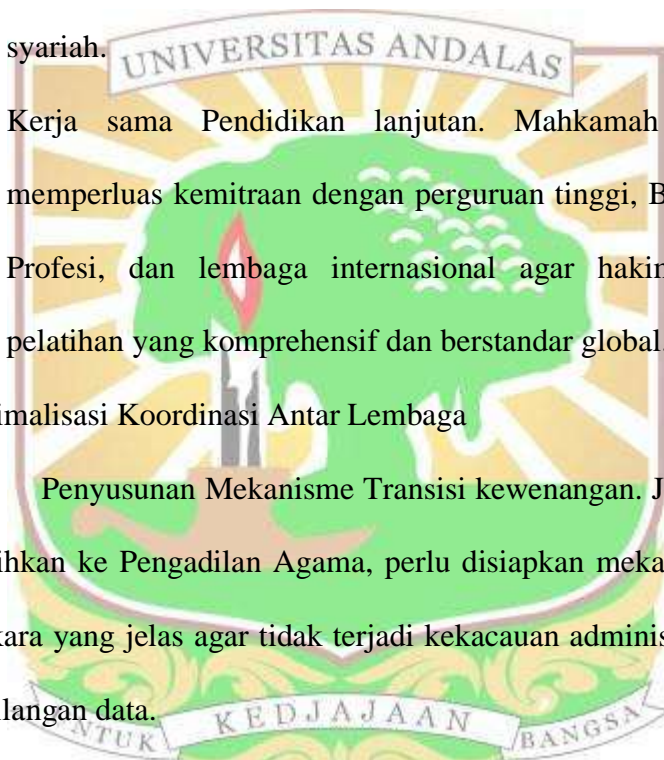 syariah.
UNIVERSITAS ANDALAS
Kerja sama Pendidikan lanjutan. Mahkamah
memperluas kemitraan dengan perguruan tinggi, B
Profesi, dan lembaga internasional agar hakin
pelatihan yang komprehensif dan berstandar global.
imalisasi Koordinasi Antar Lembaga
Penyusunan Mekanisme Transisi kewenangan. J
ihkan ke Pengadilan Agama, perlu disiapkan meka
kara yang jelas agar tidak terjadi kekacauan adminis
ilangan data.
NTUK KEDJAJAAN BANGSA